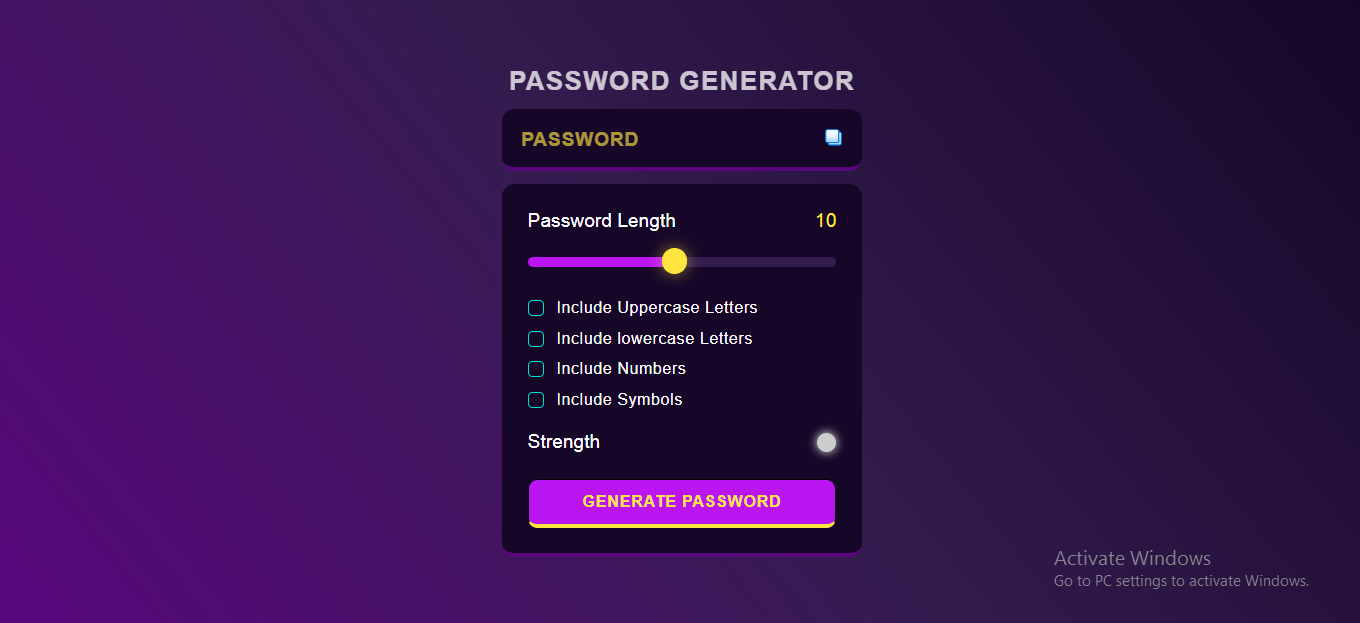 PASSWORD GENERATOR
PASSWORD
Password Length 10
Include Uppercase Letters
Include lowercase Letters
Include Numbers
Include Symbols
Strength
GENERATE PASSWORD
Activate Windows
Go to PC settings to activate Windows.